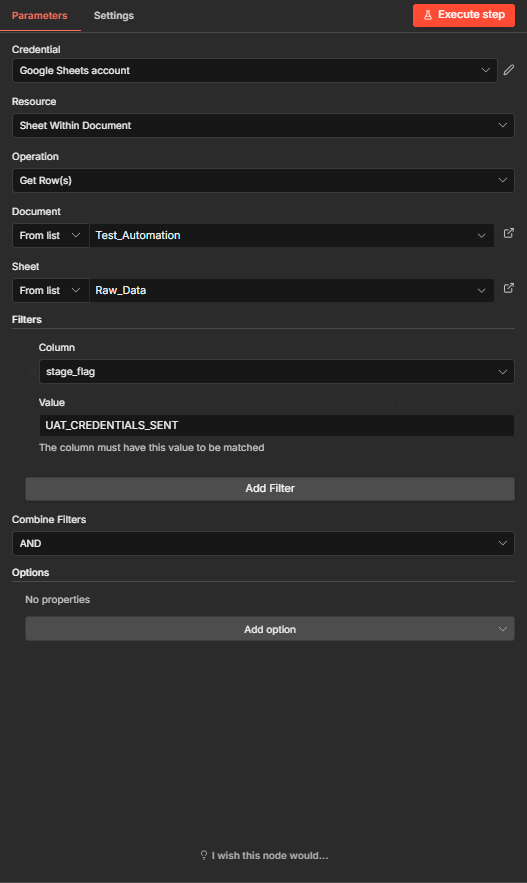 Parameters
Settings
Execute step
Credential
Google Sheets account
Resource
Sheet Within Document
Operation
Get Row(s)
Document
From list
Test_Automation
Sheet
From list
Raw_Data
Filters
Column
stage_flag
Value
UAT_CREDENTIALS_SENT
The column must have this value to be matched
Add Filter
Combine Filters
AND
Options
No properties
Add option
I wish this node would...